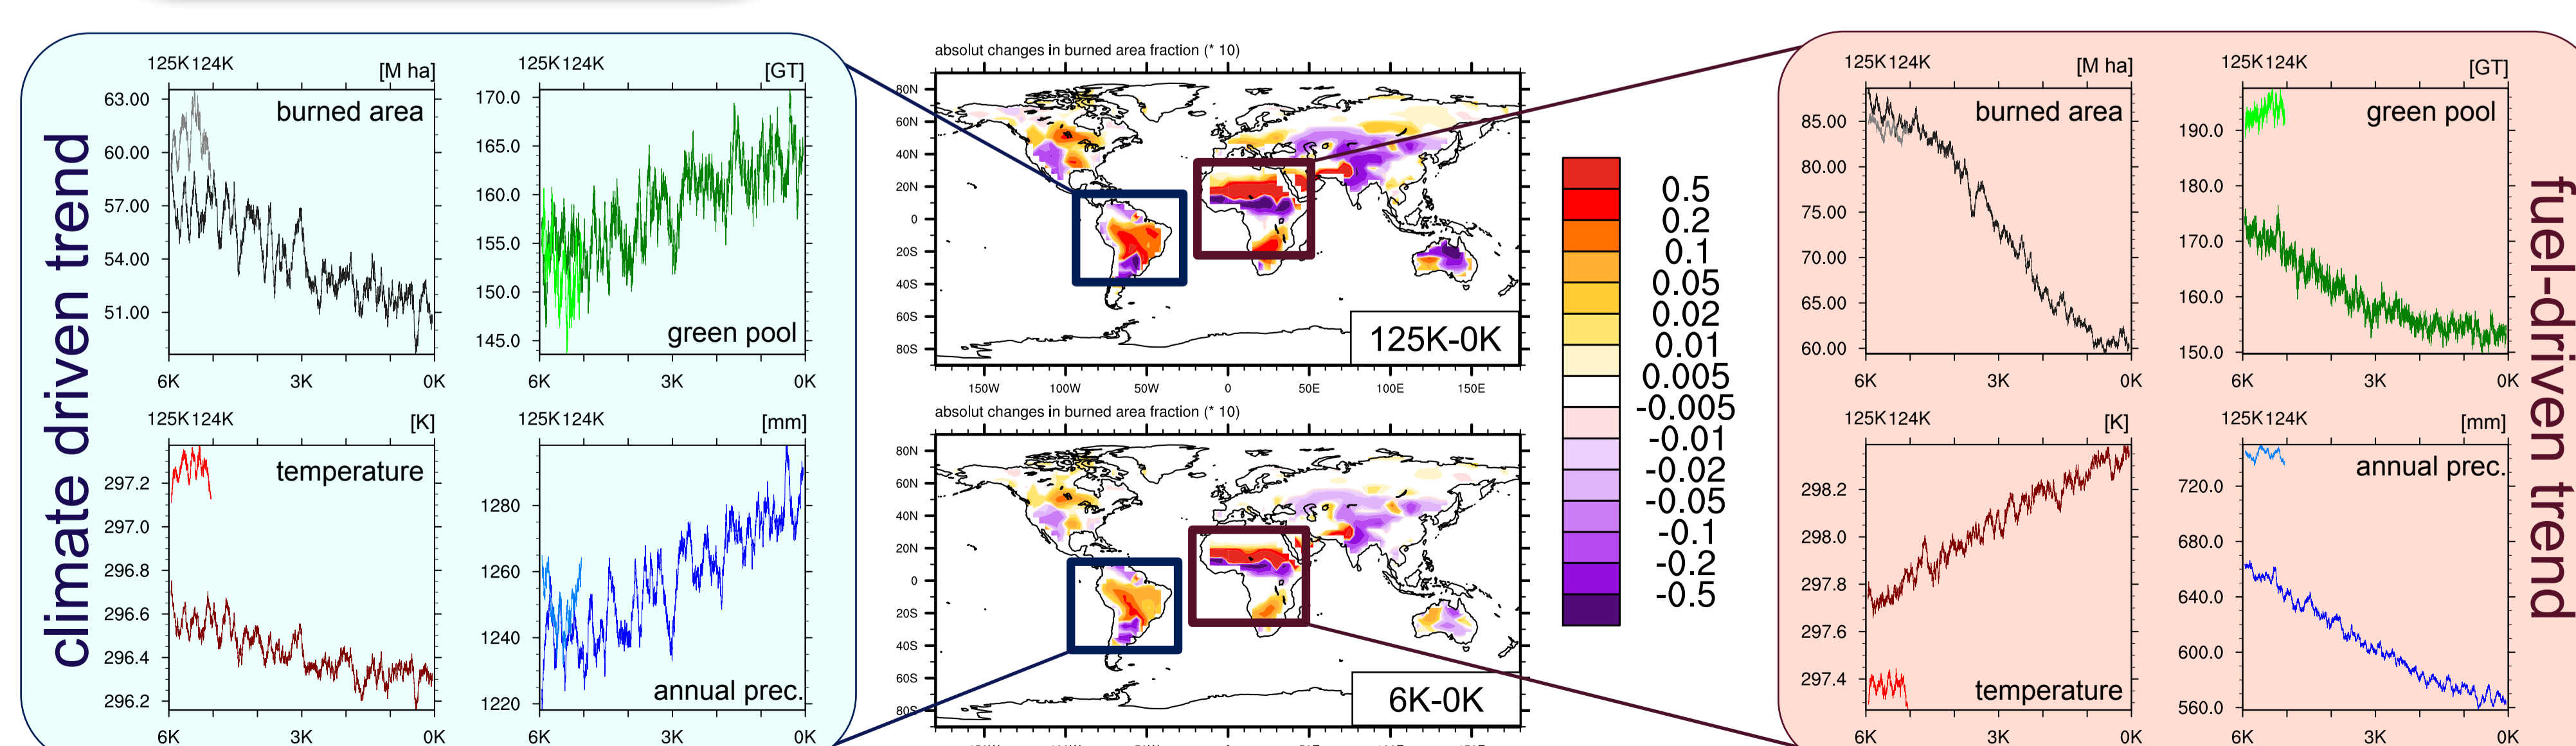 climate driven trend
125K 124K
[M ha]
burned area
63.00
60.00
57.00
54.00
51.00
6K 3K 0K
125K 124K
[GT]
170.0
165.0
160.0
155.0
150.0
145.0
green pool
6K 3K 0K
125K 124K
[K]
temperature
297.2
297.0
296.8
296.6
296.4
296.2
6K 3K 0K
125K 124K
[mm]
1280
1260
1240
1220
annual prec.
6K 3K 0K
absolut changes in burned area fraction (* 10)
80N
60N
40N
20N
0
20S
40S
60S
80S
125K-0K
150W 100W 50W 0 50E 100E 150E
absolut changes in burned area fraction (* 10)
80N
60N
40N
20N
0
20S
40S
60S
80S
6K-0K
0.5
0.2
0.1
0.05
0.02
0.01
0.005
-0.005
-0.01
-0.02
-0.05
-0.1
-0.2
-0.5
125K 124K
[M ha]
burned area
85.00
80.00
75.00
70.00
65.00
60.00
6K 3K 0K
125K 124K
[GT]
green pool
190.0
180.0
170.0
160.0
150.0
6K 3K 0K
125K 124K
[K]
298.2
298.0
297.8
297.6
297.4
temperature
6K 3K 0K
125K 124K
[mm]
annual prec.
720.0
680.0
640.0
600.0
560.0
6K 3K 0K
fuel-driven trend